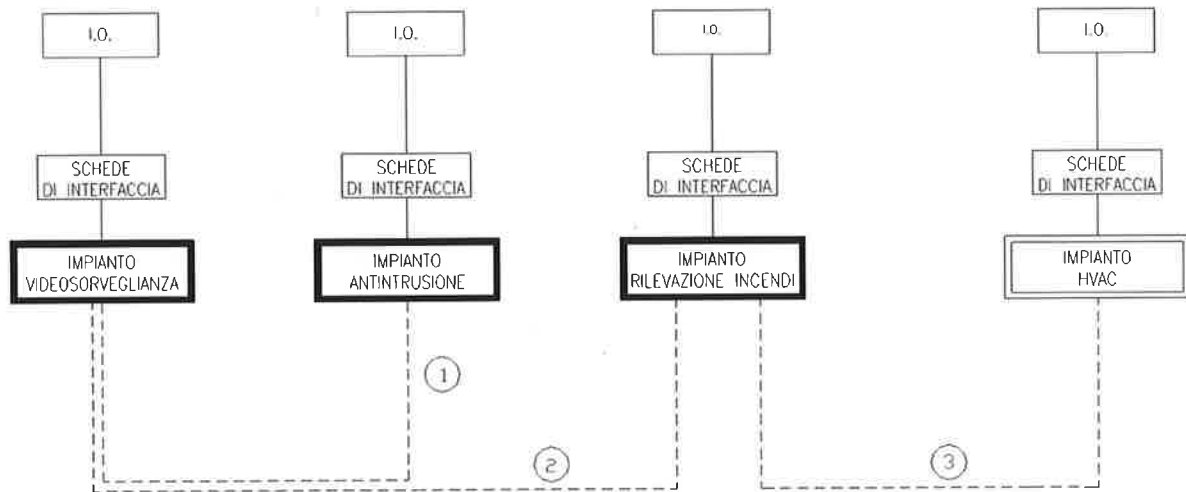 I.O.
I.O.
I.O.
I.O.
SCHEDE
DI INTERFACCIA
SCHEDE
DI INTERFACCIA
SCHEDE
DI INTERFACCIA
SCHEDE
DI INTERFACCIA
IMPIANTO
VIDEOSORVEGLIANZA
IMPIANTO
ANTINTRUSIONE
IMPIANTO
RILEVAZIONE INCENDI
IMPIANTO
HVAC
1
2
3